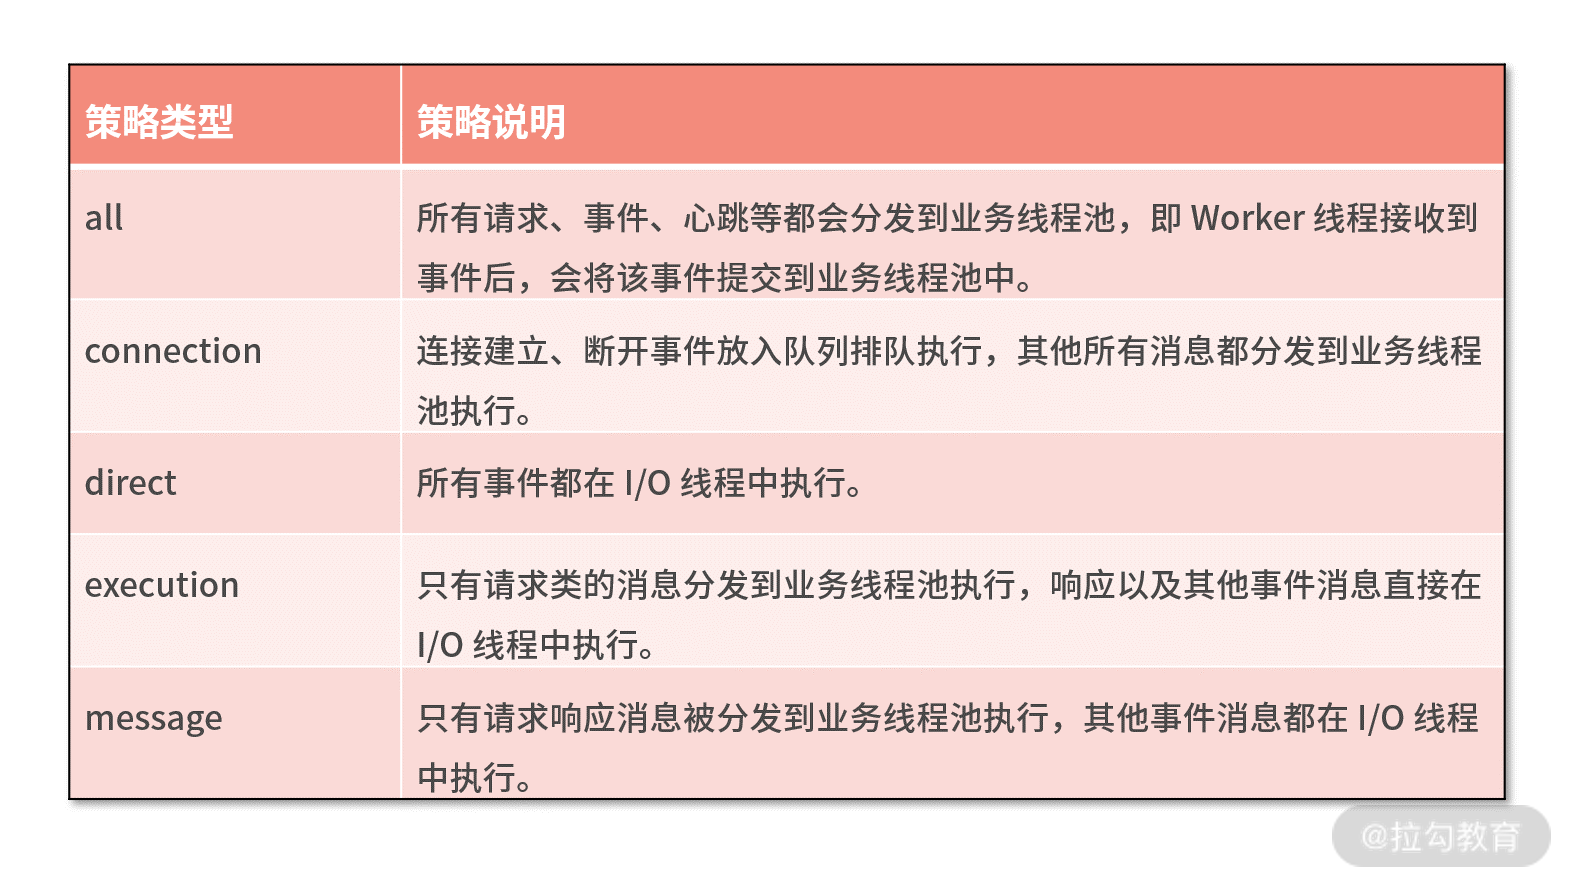 策略类型
策略说明
all
所有请求、事件、心跳等都会分发到业务线程池，即 Worker 线程接收到
事件后，会将该事件提交到业务线程池中。
connection
连接建立、断开事件放入队列排队执行，其他所有消息都分发到业务线程
池执行。
direct
所有事件都在 I/O 线程中执行。
execution
只有请求类的消息分发到业务线程池执行，响应以及其他事件消息直接在
I/O 线程中执行。
message
只有请求响应消息被分发到业务线程池执行，其他事件消息都在 I/O 线程
中执行。
@拉勾教育